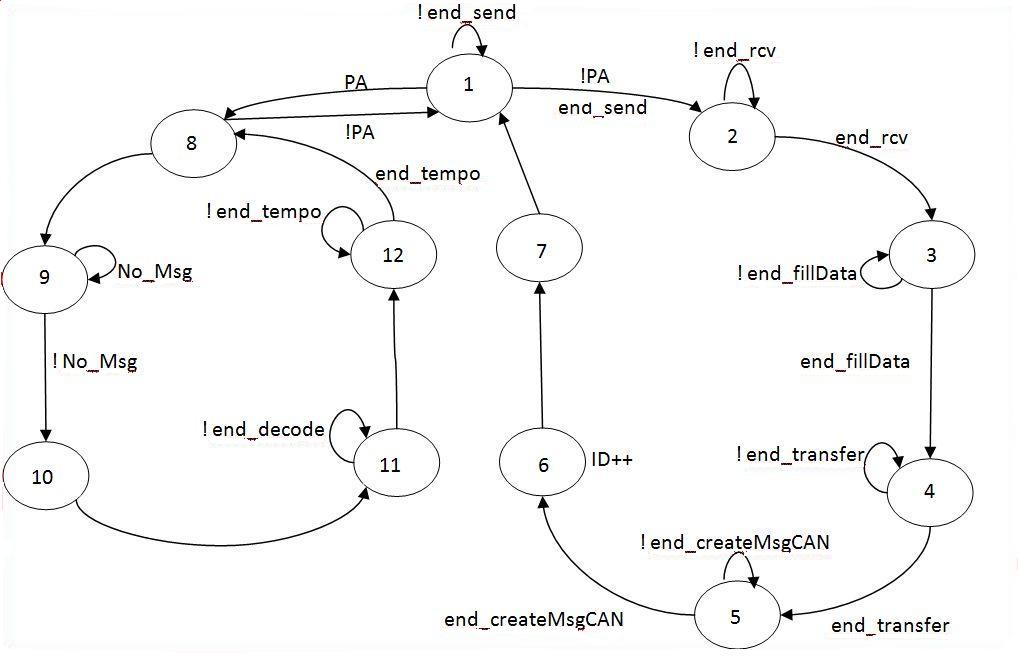 ! end_send
! end_rcv
PA
1
!PA
end_send
!PA
8
2
end_rcv
end_tempo
! end_tempo
12
7
3
9
No_Msg
! end_fillData
! No_Msg
end_fillData
! end_decode
11
6
ID++
! end_transfer
10
4
! end_createMsgCAN
5
end_createMsgCAN
end_transfer